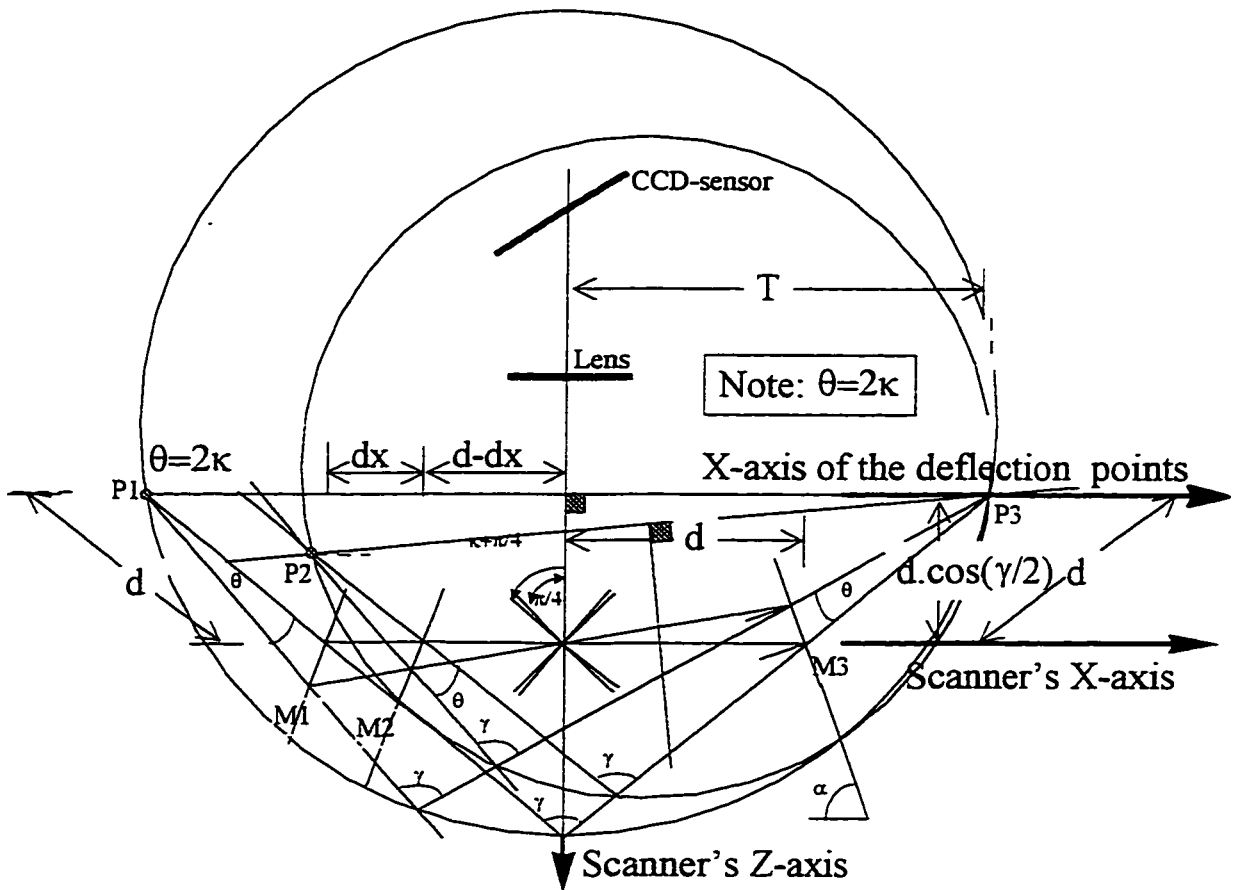 CCD-sensor
T
Lens
Note: θ=2κ
θ=2κ
dx
d-dx
X-axis of the deflection points
P1
P3
P2
κ+π/4
d
d
θ
π/4
d.cos(γ/2)
d
θ
M3
Scanner's X-axis
θ
M1
M2
γ
γ
γ
γ
α
Scanner's Z-axis